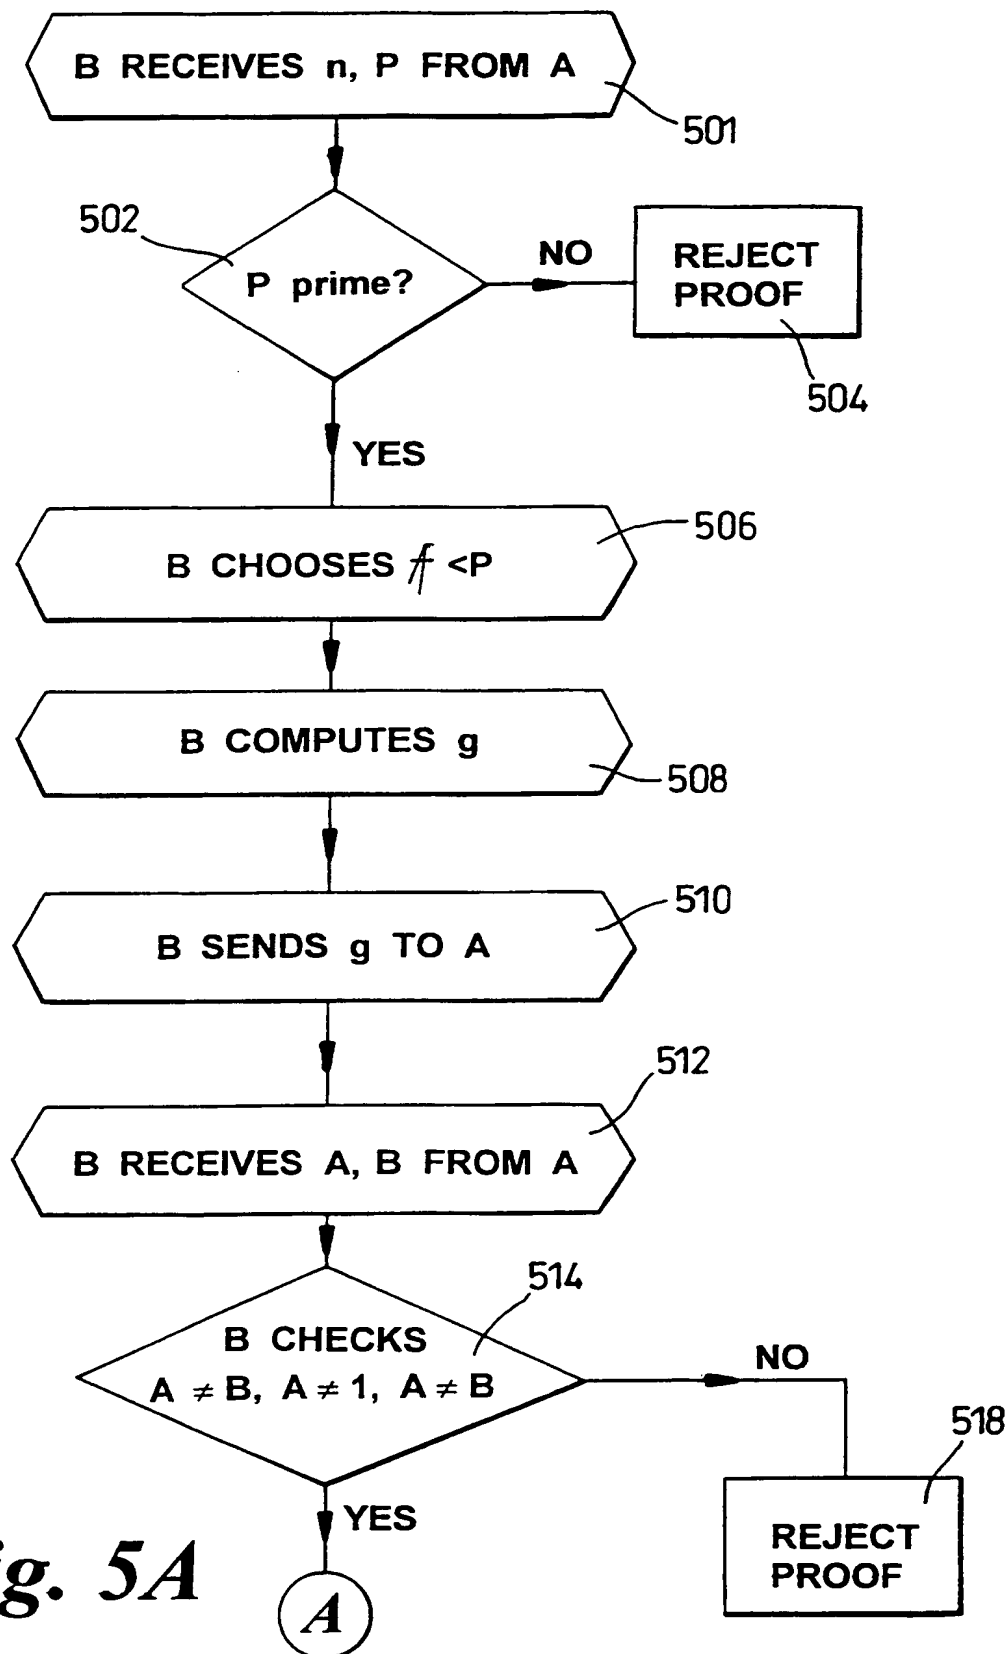 B RECEIVES n, P FROM A
501
502
P prime?
NO
REJECT
PROOF
504
YES
B CHOOSES f <P
506
B COMPUTES g
508
B SENDS g TO A
510
B RECEIVES A, B FROM A
512
B CHECKS
A ≠ B, A ≠ 1, A ≠ B
514
NO
REJECT
PROOF
518
YES
A
ig. 5A